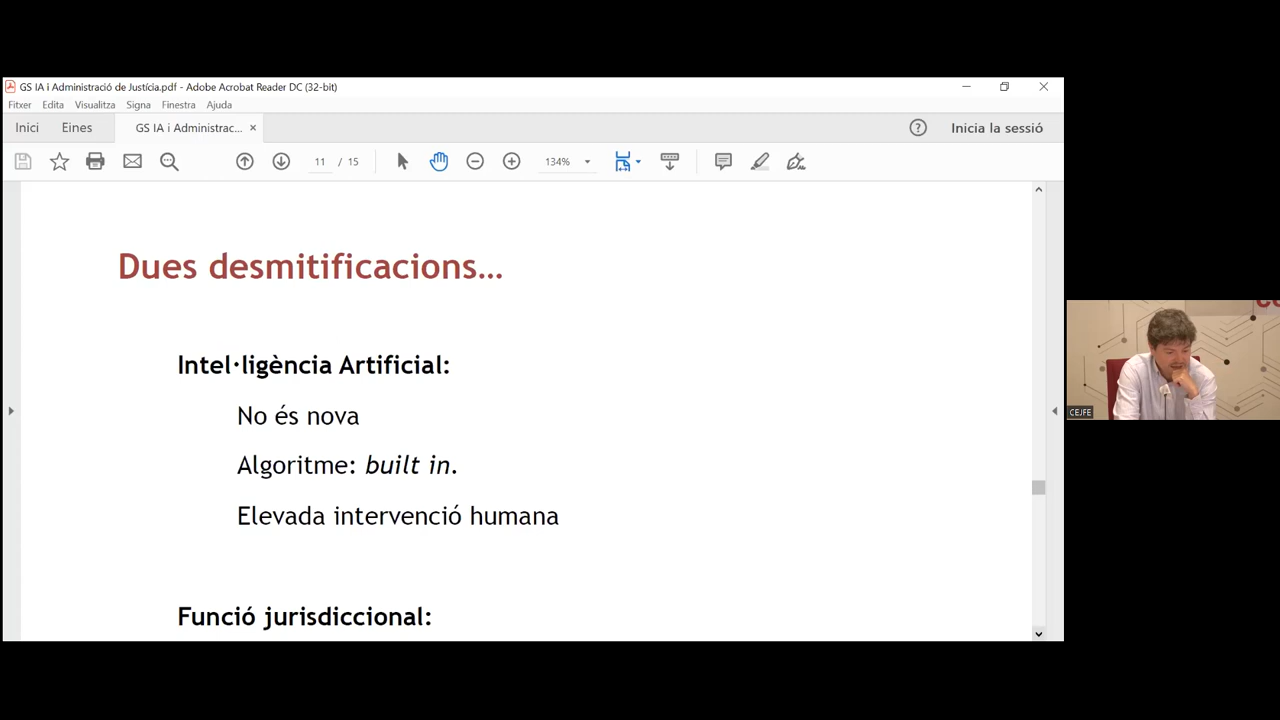 GS IA i Administració de Justícia.pdf - Adobe Acrobat Reader DC (32-bit)
Fitxer Edita Visualitza Signa Finestra Ajuda
Inici Eines GS IA i Administrac... × Inicia la sessió
11 / 15 134%
Dues desmitificacions...
Intel·ligència Artificial:
No és nova
Algoritme: built in.
Elevada intervenció humana
Funció jurisdiccional:
CEJFE